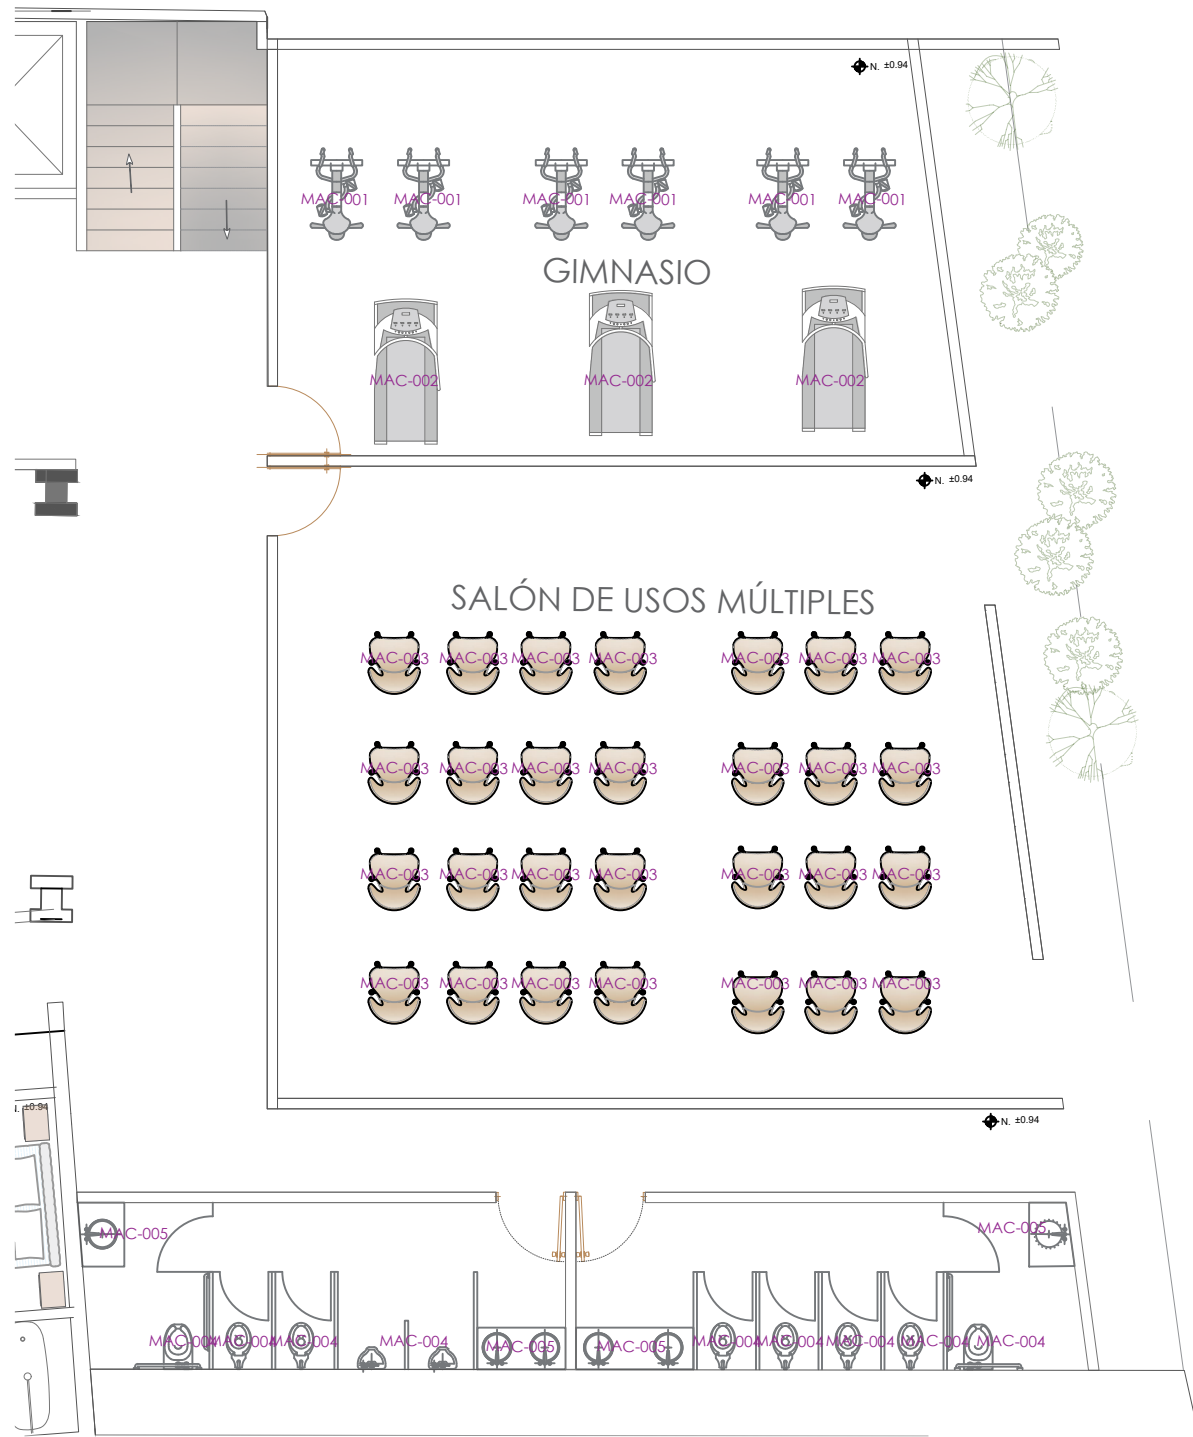 N. ±0.94
MAC-001 MAC-001 MAC-001 MAC-001 MAC-001 MAC-001
GIMNASIO
MAC-002 MAC-002 MAC-002
N. ±0.94
SALÓN DE USOS MÚLTIPLES
MAC-003 MAC-003 MAC-003 MAC-003 MAC-003 MAC-003 MAC-003
MAC-003 MAC-003 MAC-003 MAC-003 MAC-003 MAC-003 MAC-003
MAC-003 MAC-003 MAC-003 MAC-003 MAC-003 MAC-003 MAC-003
MAC-003 MAC-003 MAC-003 MAC-003 MAC-003 MAC-003 MAC-003
N. ±0.94
N. ±0.94
MAC-005 MAC-005
MAC-004 MAC-004 MAC-004 MAC-004 MAC-005 MAC-005 MAC-004 MAC-004 MAC-004 MAC-004 MAC-004